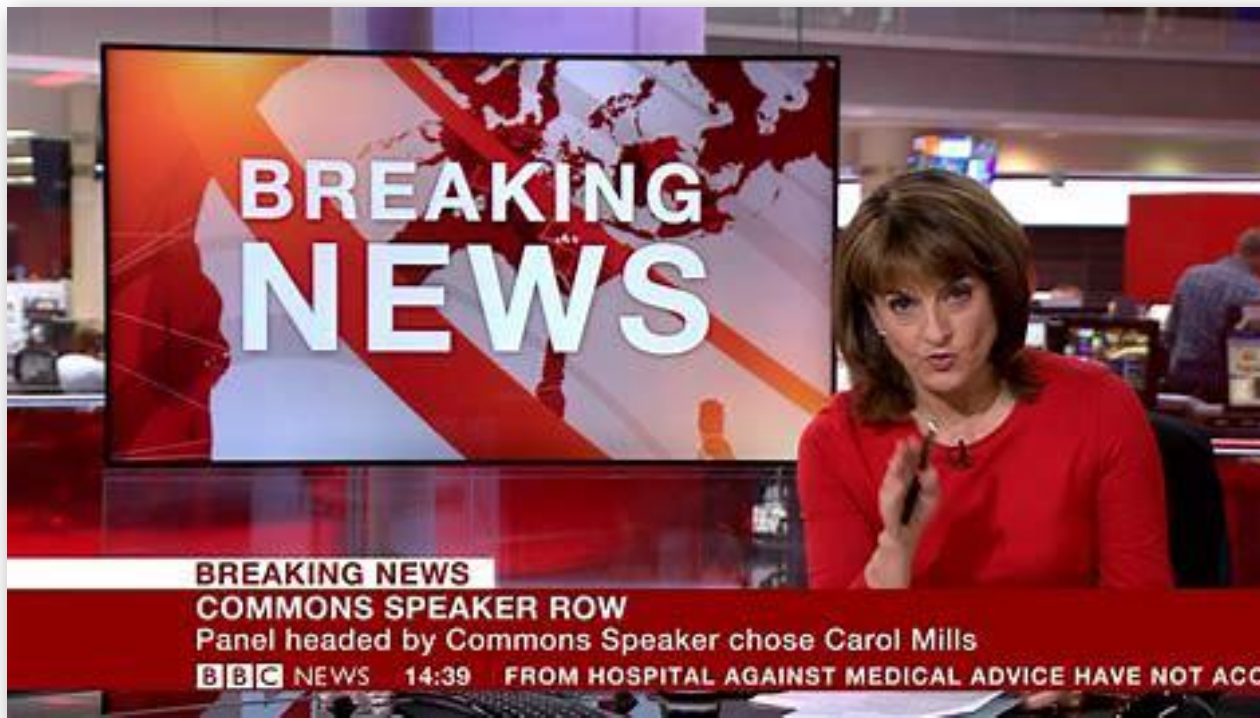 BREAKING
NEWS
BREAKING NEWS
COMMONS SPEAKER ROW
Panel headed by Commons Speaker chose Carol Mills
BBC NEWS 14:39 FROM HOSPITAL AGAINST MEDICAL ADVICE HAVE NOT